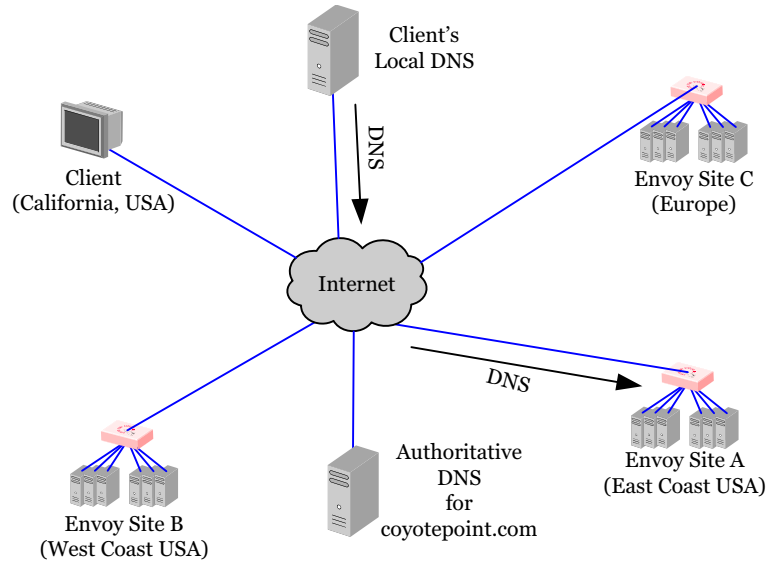 Client's
Local DNS
DNS
Client
(California, USA)
Envoy Site C
(Europe)
Internet
DNS
Envoy Site B
(West Coast USA)
Authoritative
DNS
for
coyotepoint.com
Envoy Site A
(East Coast USA)